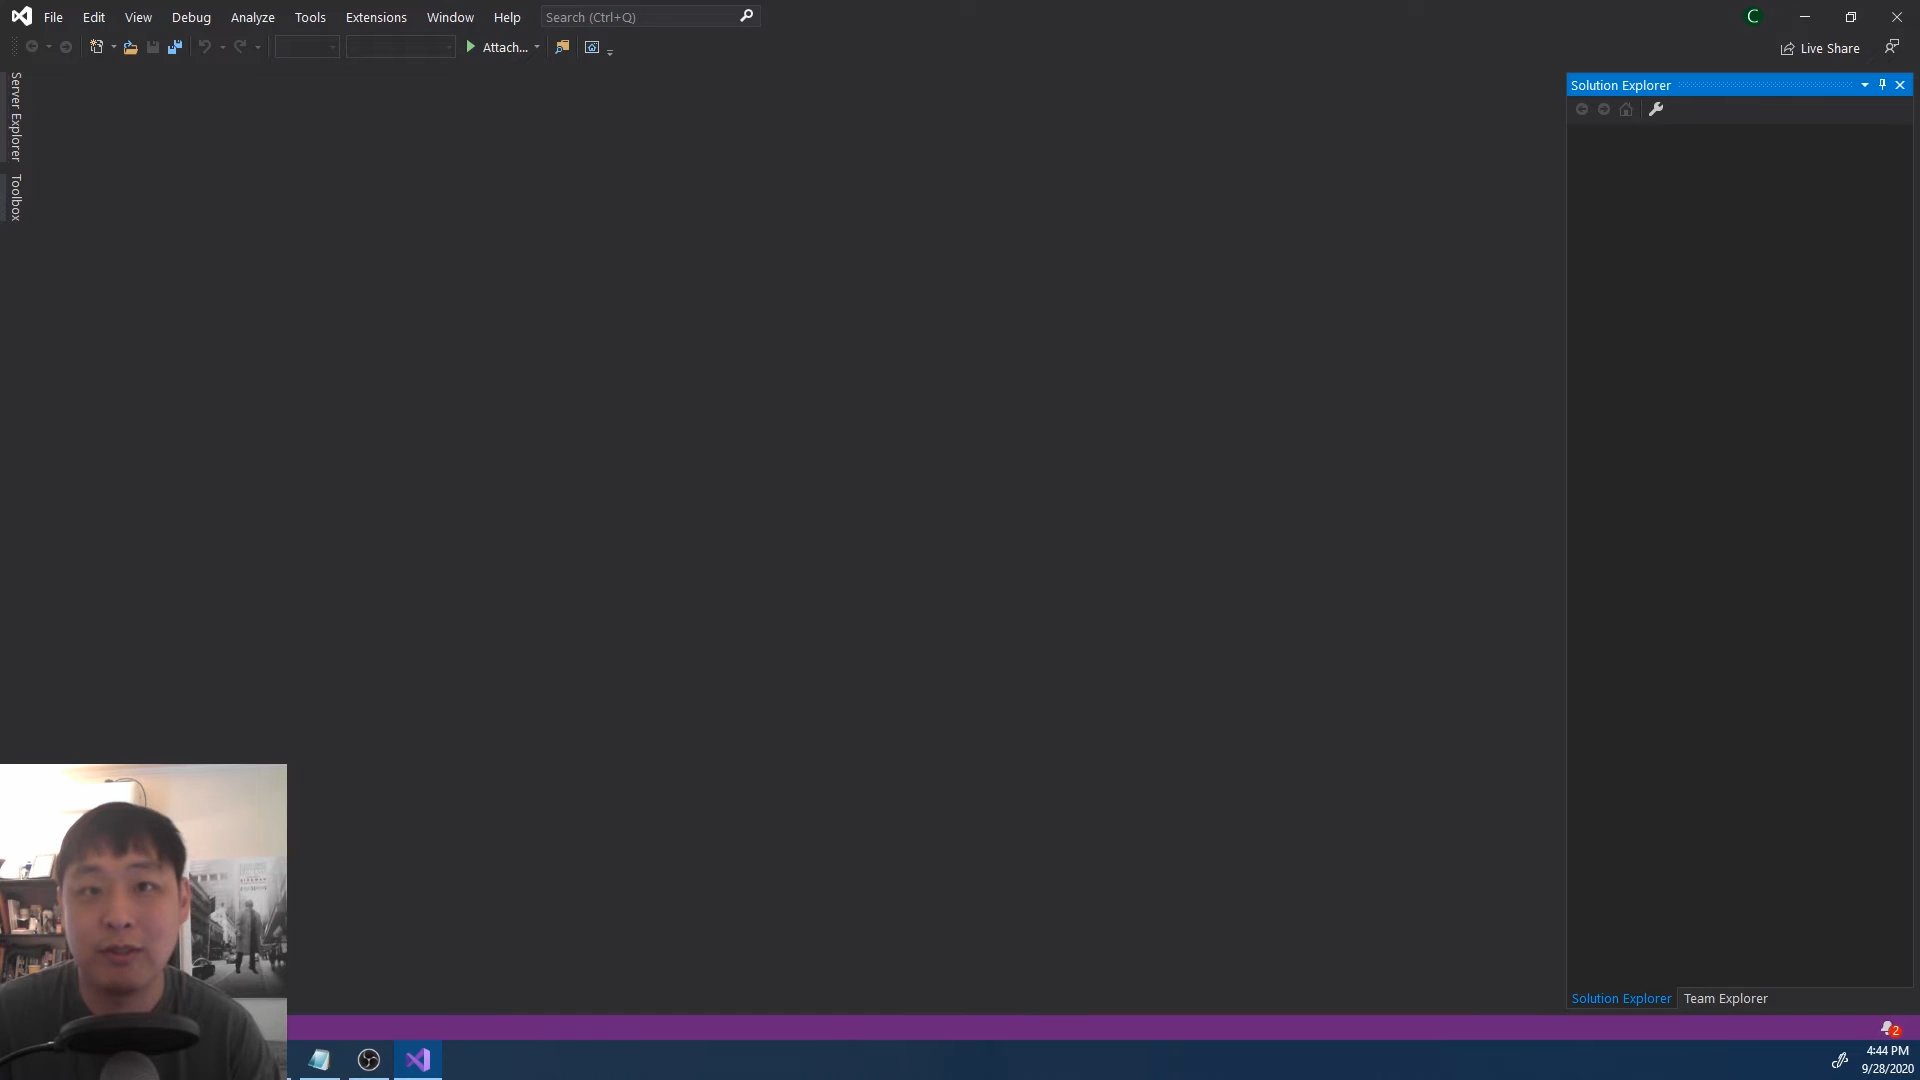 File Edit View Debug Analyze Tools Extensions Window Help Search (Ctrl+Q) C
Attach... Live Share
Server Explorer
Toolbox
Solution Explorer
Solution Explorer Team Explorer
2
4:44 PM
9/28/2020